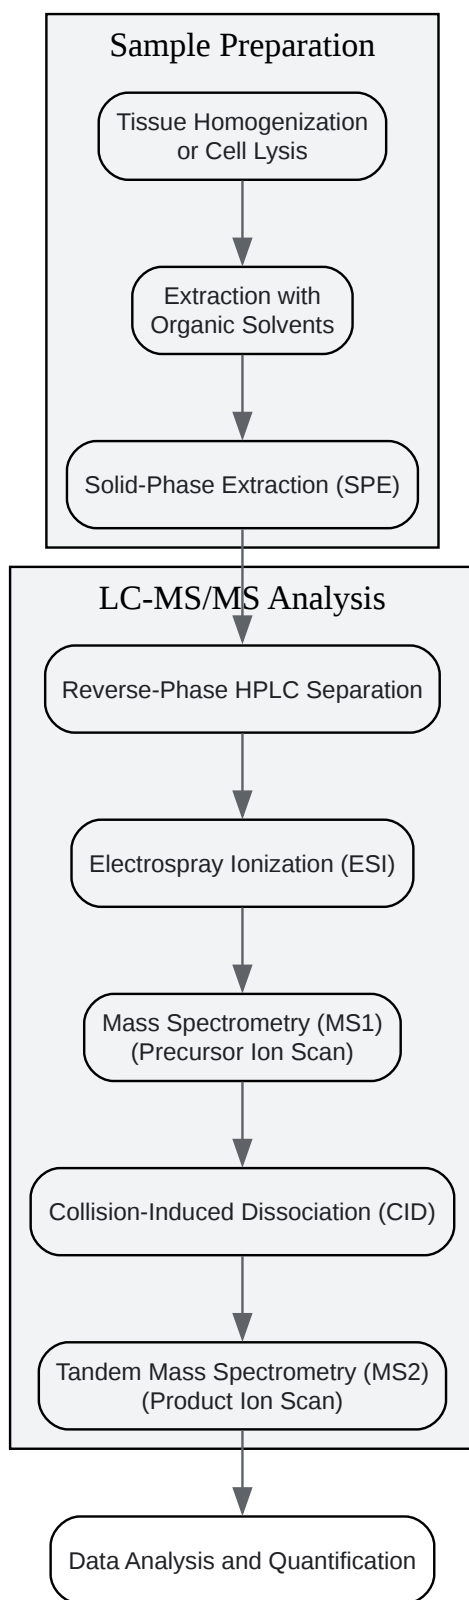 Sample Preparation
Tissue Homogenization
or Cell Lysis
Extraction with
Organic Solvents
Solid-Phase Extraction (SPE)
LC-MS/MS Analysis
Reverse-Phase HPLC Separation
Electrospray Ionization (ESI)
Mass Spectrometry (MS1)
(Precursor Ion Scan)
Collision-Induced Dissociation (CID)
Tandem Mass Spectrometry (MS2)
(Product Ion Scan)
Data Analysis and Quantification